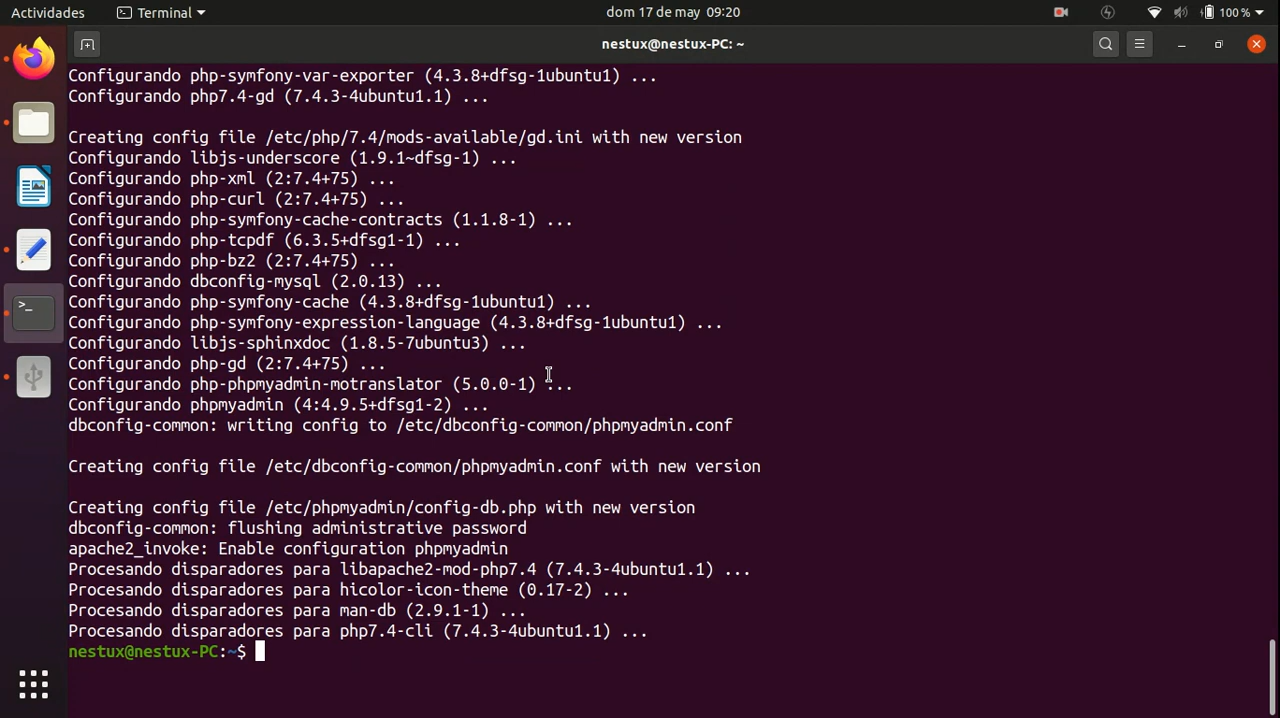 Actividades
Terminal
dom 17 de may 09:20
100 %
nestux@nestux-PC: ~
Configurando php-symfony-var-exporter (4.3.8+dfsg-1ubuntu1) ...
Configurando php7.4-gd (7.4.3-4ubuntu1.1) ...
Creating config file /etc/php/7.4/mods-available/gd.ini with new version
Configurando libjs-underscore (1.9.1~dfsg-1) ...
Configurando php-xml (2:7.4+75) ...
Configurando php-curl (2:7.4+75) ...
Configurando php-symfony-cache-contracts (1.1.8-1) ...
Configurando php-tcpdf (6.3.5+dfsg1-1) ...
Configurando php-bz2 (2:7.4+75) ...
Configurando dbconfig-mysql (2.0.13) ...
Configurando php-symfony-cache (4.3.8+dfsg-1ubuntu1) ...
Configurando php-symfony-expression-language (4.3.8+dfsg-1ubuntu1) ...
Configurando libjs-sphinxdoc (1.8.5-7ubuntu3) ...
Configurando php-gd (2:7.4+75) ...
Configurando php-phpmyadmin-motranslator (5.0.0-1) ...
Configurando phpmyadmin (4:4.9.5+dfsg1-2) ...
dbconfig-common: writing config to /etc/dbconfig-common/phpmyadmin.conf
Creating config file /etc/dbconfig-common/phpmyadmin.conf with new version
Creating config file /etc/phpmyadmin/config-db.php with new version
dbconfig-common: flushing administrative password
apache2_invoke: Enable configuration phpmyadmin
Procesando disparadores para libapache2-mod-php7.4 (7.4.3-4ubuntu1.1) ...
Procesando disparadores para hicolor-icon-theme (0.17-2) ...
Procesando disparadores para man-db (2.9.1-1) ...
Procesando disparadores para php7.4-cli (7.4.3-4ubuntu1.1) ...
nestux@nestux-PC:~$